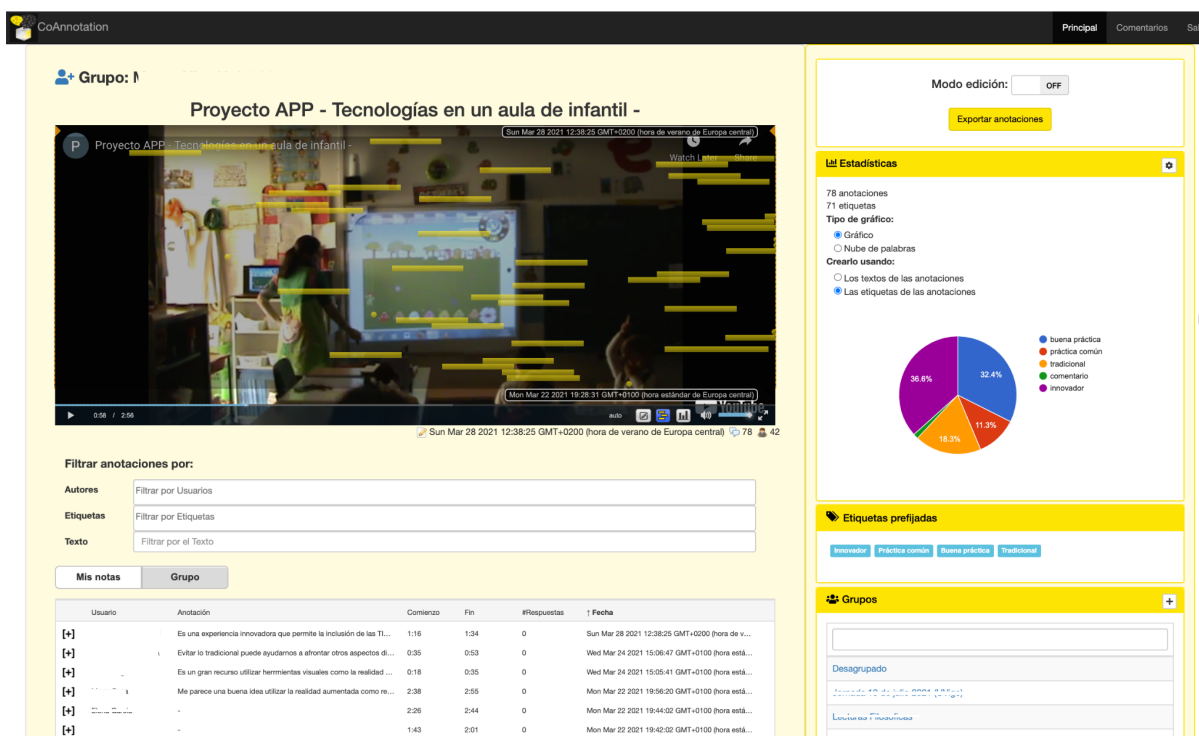 CoAnnotation
Principal Comentarios
Grupo:
Proyecto APP - Tecnologías en un aula de infantil -
Sun Mar 28 2021 12:38:25 GMT+0200 (hora de verano de Europa central)
P Proyecto APP - Tecnologías en un aula de infantil -
Watch Later Share
Mon Mar 22 2021 19:28:31 GMT+0100 (hora estándar de Europa central)
0:58 / 2:56 auto YouTube
Sun Mar 28 2021 12:38:25 GMT+0200 (hora de verano de Europa central) 78 42
Filtrar anotaciones por:
Autores Filtrar por Usuarios
Etiquetas Filtrar por Etiquetas
Texto Filtrar por el Texto
Mis notas Grupo
Usuario Anotación Comienzo Fin #Respuestas ↑ Fecha
[+] Es una experiencia innovadora que permite la inclusión de las TI... 1:16 1:34 0 Sun Mar 28 2021 12:38:25 GMT+0200 (hora de v...
[+] Evitar lo tradicional puede ayudarnos a afrontar otros aspectos di... 0:35 0:53 0 Wed Mar 24 2021 15:06:47 GMT+0100 (hora está...
[+] Es un gran recurso utilizar herrmientas visuales como la realidad ... 0:18 0:35 0 Wed Mar 24 2021 15:05:41 GMT+0100 (hora está...
[+] Me parece una buena idea utilizar la realidad aumentada como re... 2:38 2:55 0 Mon Mar 22 2021 19:56:20 GMT+0100 (hora está...
[+] - 2:26 2:44 0 Mon Mar 22 2021 19:44:02 GMT+0100 (hora está...
[+] - 1:43 2:01 0 Mon Mar 22 2021 19:42:02 GMT+0100 (hora está...
Modo edición: OFF
Exportar anotaciones
Estadísticas
78 anotaciones
71 etiquetas
Tipo de gráfico:
Gráfico
Nube de palabras
Crearlo usando:
Los textos de las anotaciones
Las etiquetas de las anotaciones
36.6%
32.4%
11.3%
18.3%
buena práctica
práctica común
tradicional
comentario
innovador
Etiquetas prefijadas
Innovador Práctica común Buena práctica Tradicional
Grupos
+
Desagrupado